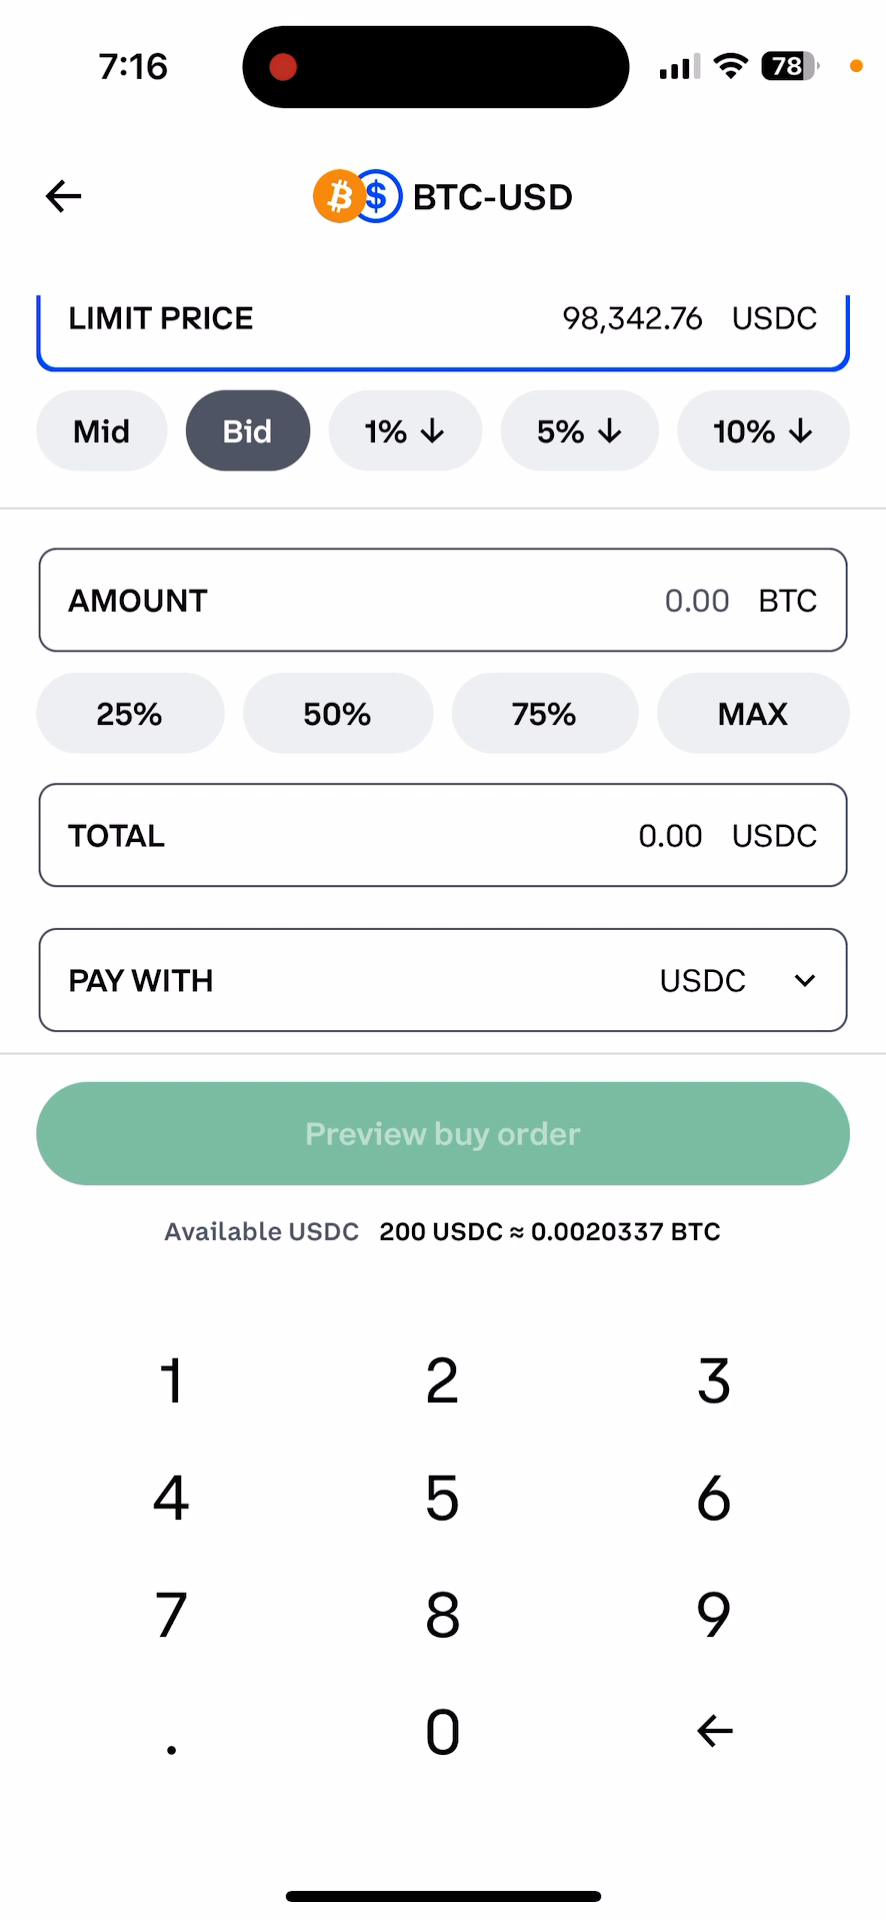 7:16
78
BTC-USD
LIMIT PRICE 98,342.76 USDC
Mid Bid 1% ↓ 5% ↓ 10% ↓
AMOUNT 0.00 BTC
25% 50% 75% MAX
TOTAL 0.00 USDC
PAY WITH USDC
Preview buy order
Available USDC 200 USDC ≈ 0.0020337 BTC
1 2 3
4 5 6
7 8 9
. 0 ←